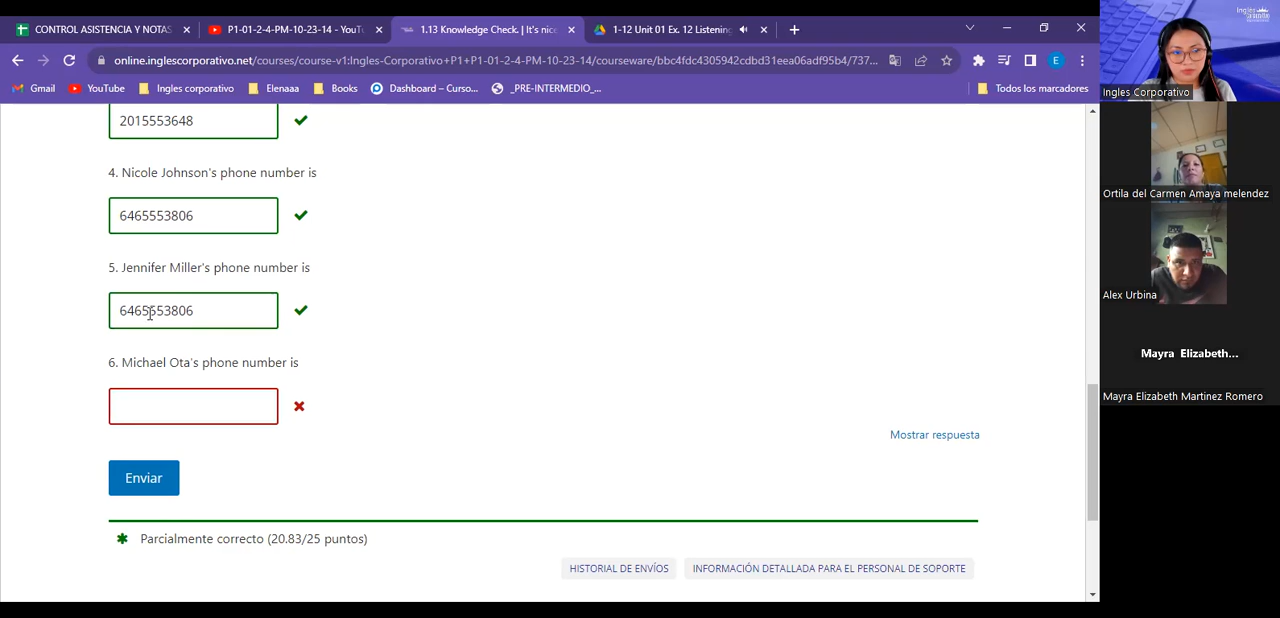 CONTROL ASISTENCIA Y NOTAS
P1-01-2-4-PM-10-23-14 - YouTu
1.13 Knowledge Check. | It's nice
1-12 Unit 01 Ex. 12 Listening
online.inglescorporativo.net/courses/course-v1:Ingles-Corporativo+P1+P1-01-2-4-PM-10-23-14/courseware/bbc4fdc4305942cdbd31eea06adf95b4/737...
E
Gmail
YouTube
Ingles corporativo
Elenaaa
Books
Dashboard – Curso...
_PRE-INTERMEDIO_...
Todos los marcadores
2015553648
4. Nicole Johnson's phone number is
6465553806
5. Jennifer Miller's phone number is
6465553806
6. Michael Ota's phone number is
Mostrar respuesta
Enviar
Parcialmente correcto (20.83/25 puntos)
HISTORIAL DE ENVÍOS
INFORMACIÓN DETALLADA PARA EL PERSONAL DE SOPORTE
Ingles Corporativo
Ortila del Carmen Amaya melendez
Alex Urbina
Mayra Elizabeth...
Mayra Elizabeth Martinez Romero